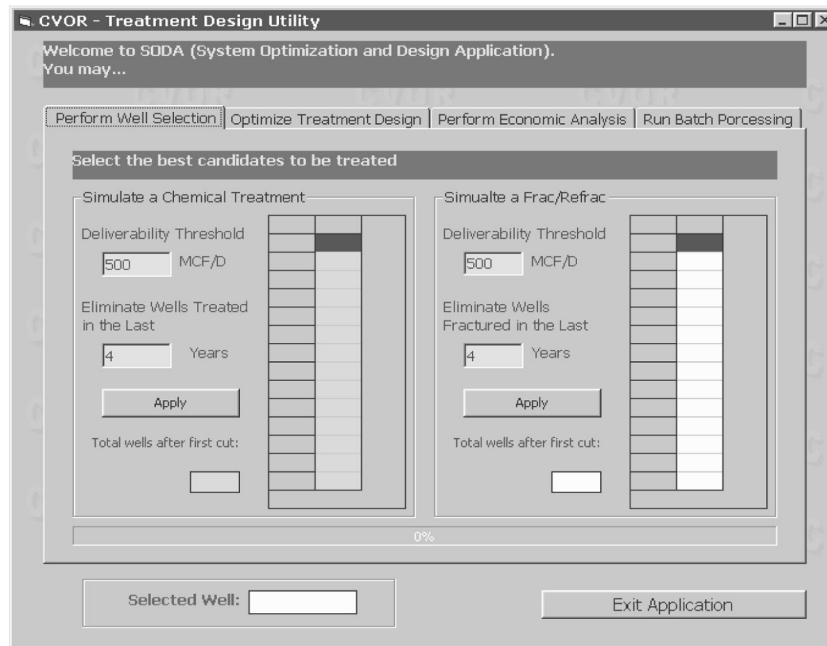 CVOR - Treatment Design Utility
Welcome to SODA (System Optimization and Design Application).
You may...
Perform Well Selection
Optimize Treatment Design
Perform Economic Analysis
Run Batch Porcessing
Select the best candidates to be treated
Simulate a Chemical Treatment
Deliverability Threshold
500 MCF/D
Eliminate Wells Treated
in the Last
4 Years
Apply
Total wells after first cut:
Simualte a Frac/Refrac
Deliverability Threshold
500 MCF/D
Eliminate Wells
Fractured in the Last
4 Years
Apply
Total wells after first cut:
0%
Selected Well:
Exit Application